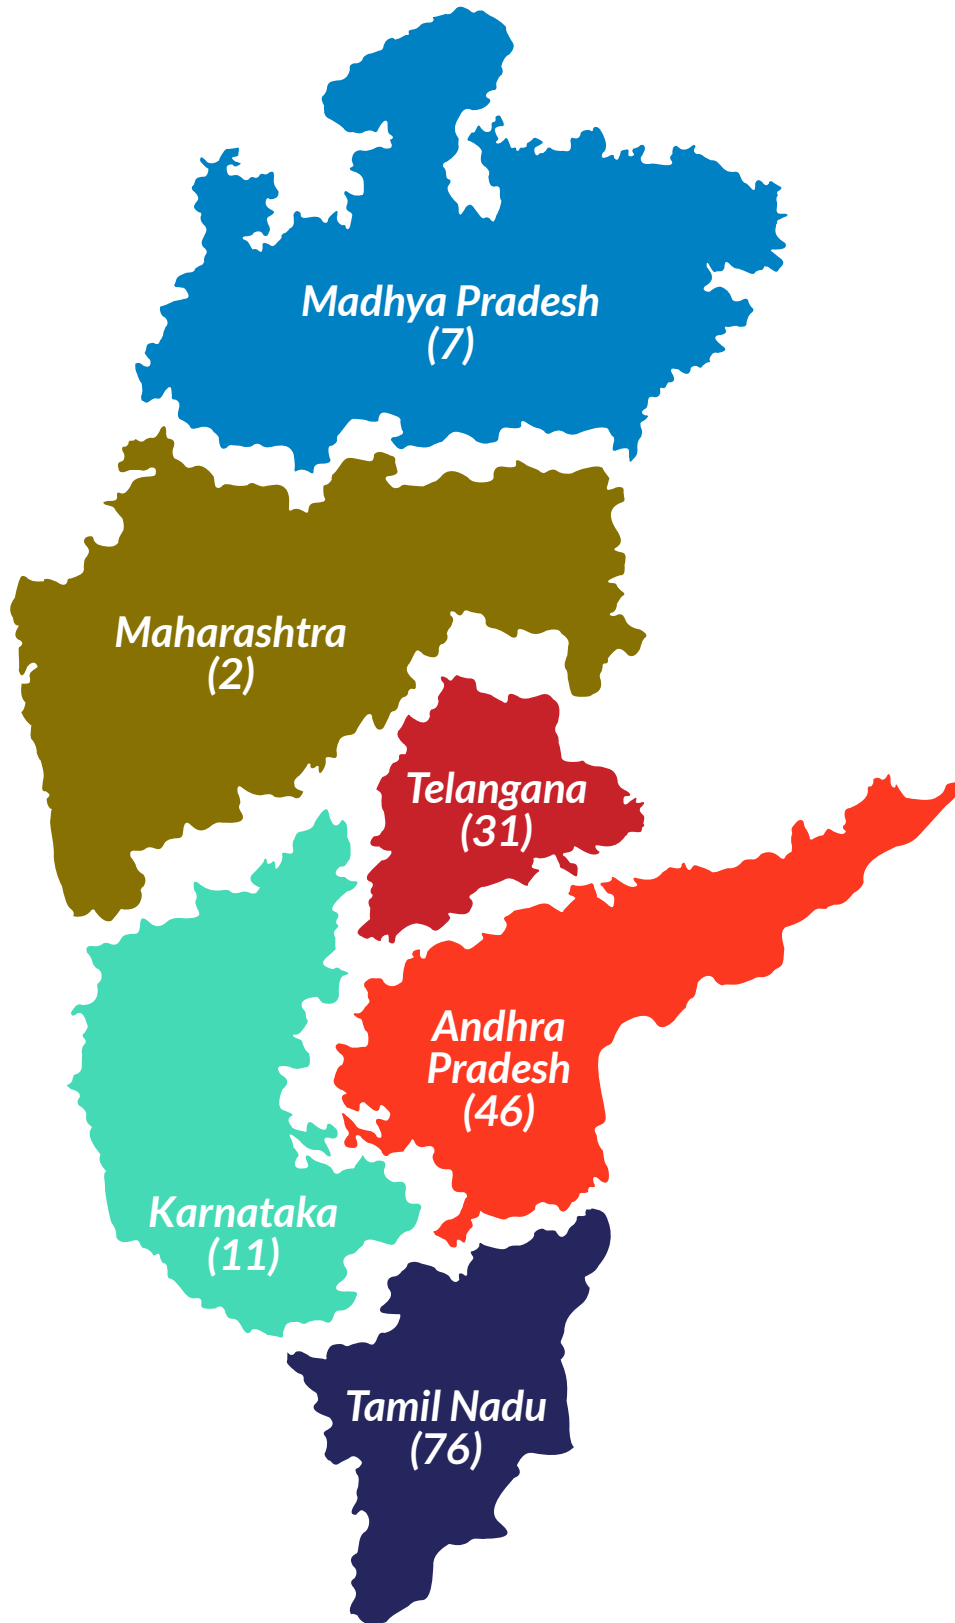 Madhya Pradesh
(7)
Maharashtra
(2)
Telangana
(31)
Andhra
Pradesh
(46)
Karnataka
(11)
Tamil Nadu
(76)